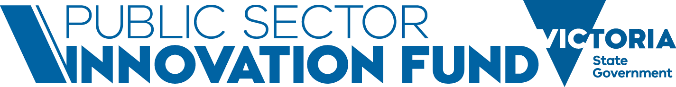 PUBLIC SECTOR
INNOVATION FUND
VICTORIA
State
Government